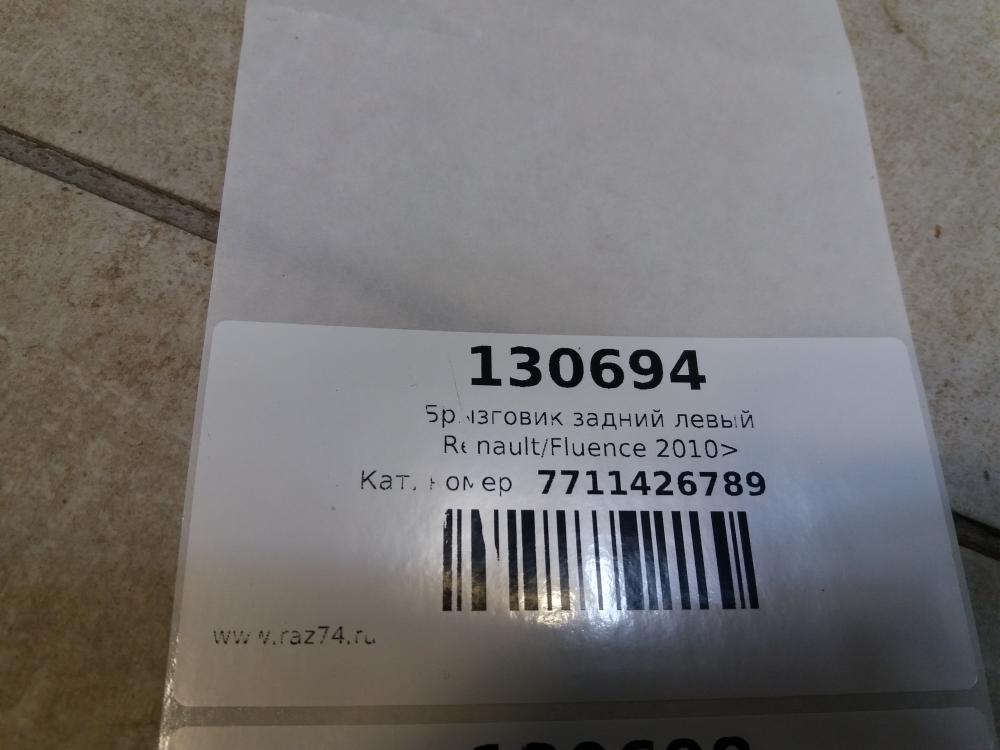 130694
Брызговик задний левый
Renault/Fluence 2010>
Кат. номер 7711426789
www.raz74.ru